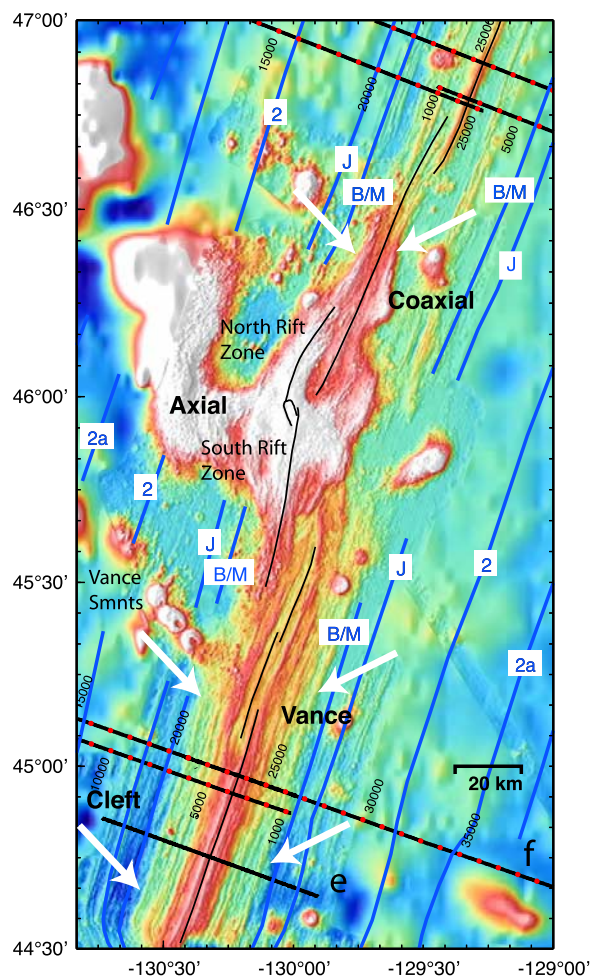 47°00'
46°30'
46°00'
45°30'
45°00'
44°30'
-130°30'
-130°00'
-129°30'
-129°00'
15000
20000
25000
1000
25000
5000
2
J
B/M
B/M
J
Coaxial
North Rift
Zone
Axial
South Rift
Zone
2a
2
J
B/M
J
2
B/M
2a
Vance
Smnts
Vance
15000
20000
10000
25000
5000
1000
30000
35000
20 km
Cleft
f
e